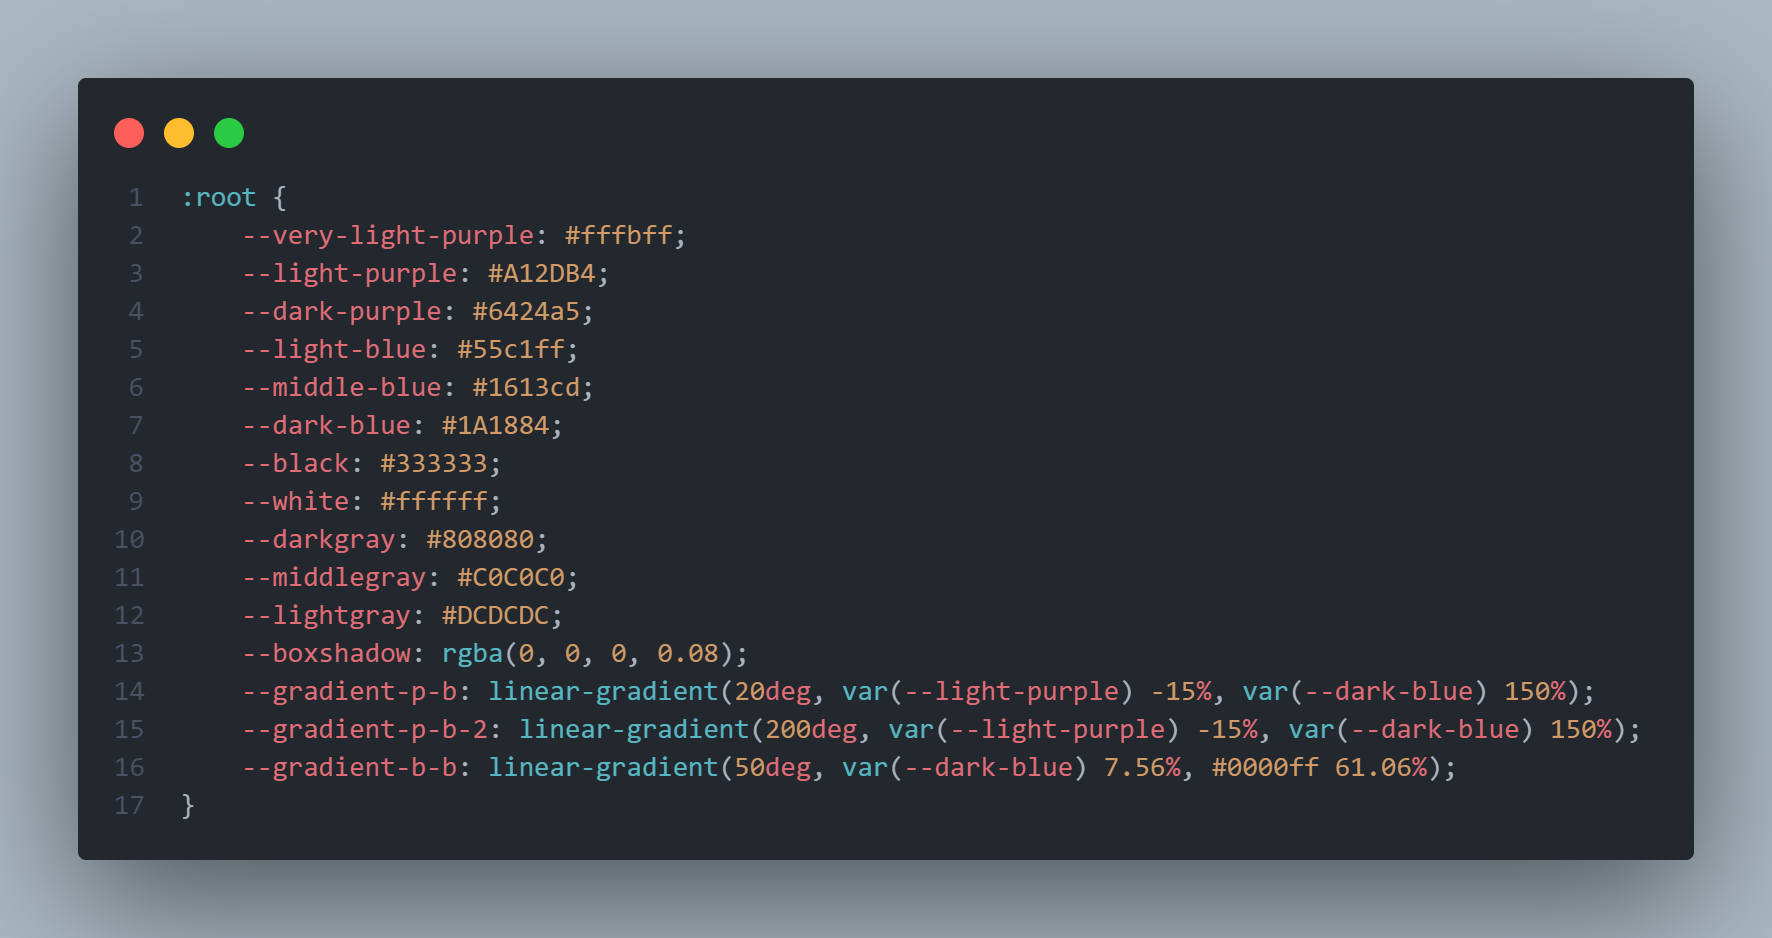 1 :root {
2 --very-light-purple: #fffbff;
3 --light-purple: #A12DB4;
4 --dark-purple: #6424a5;
5 --light-blue: #55c1ff;
6 --middle-blue: #1613cd;
7 --dark-blue: #1A1884;
8 --black: #333333;
9 --white: #ffffff;
10 --darkgray: #808080;
11 --middlegray: #C0C0C0;
12 --lightgray: #DCDCDC;
13 --boxshadow: rgba(0, 0, 0, 0.08);
14 --gradient-p-b: linear-gradient(20deg, var(--light-purple) -15%, var(--dark-blue) 150%);
15 --gradient-p-b-2: linear-gradient(200deg, var(--light-purple) -15%, var(--dark-blue) 150%);
16 --gradient-b-b: linear-gradient(50deg, var(--dark-blue) 7.56%, #0000ff 61.06%);
17 }